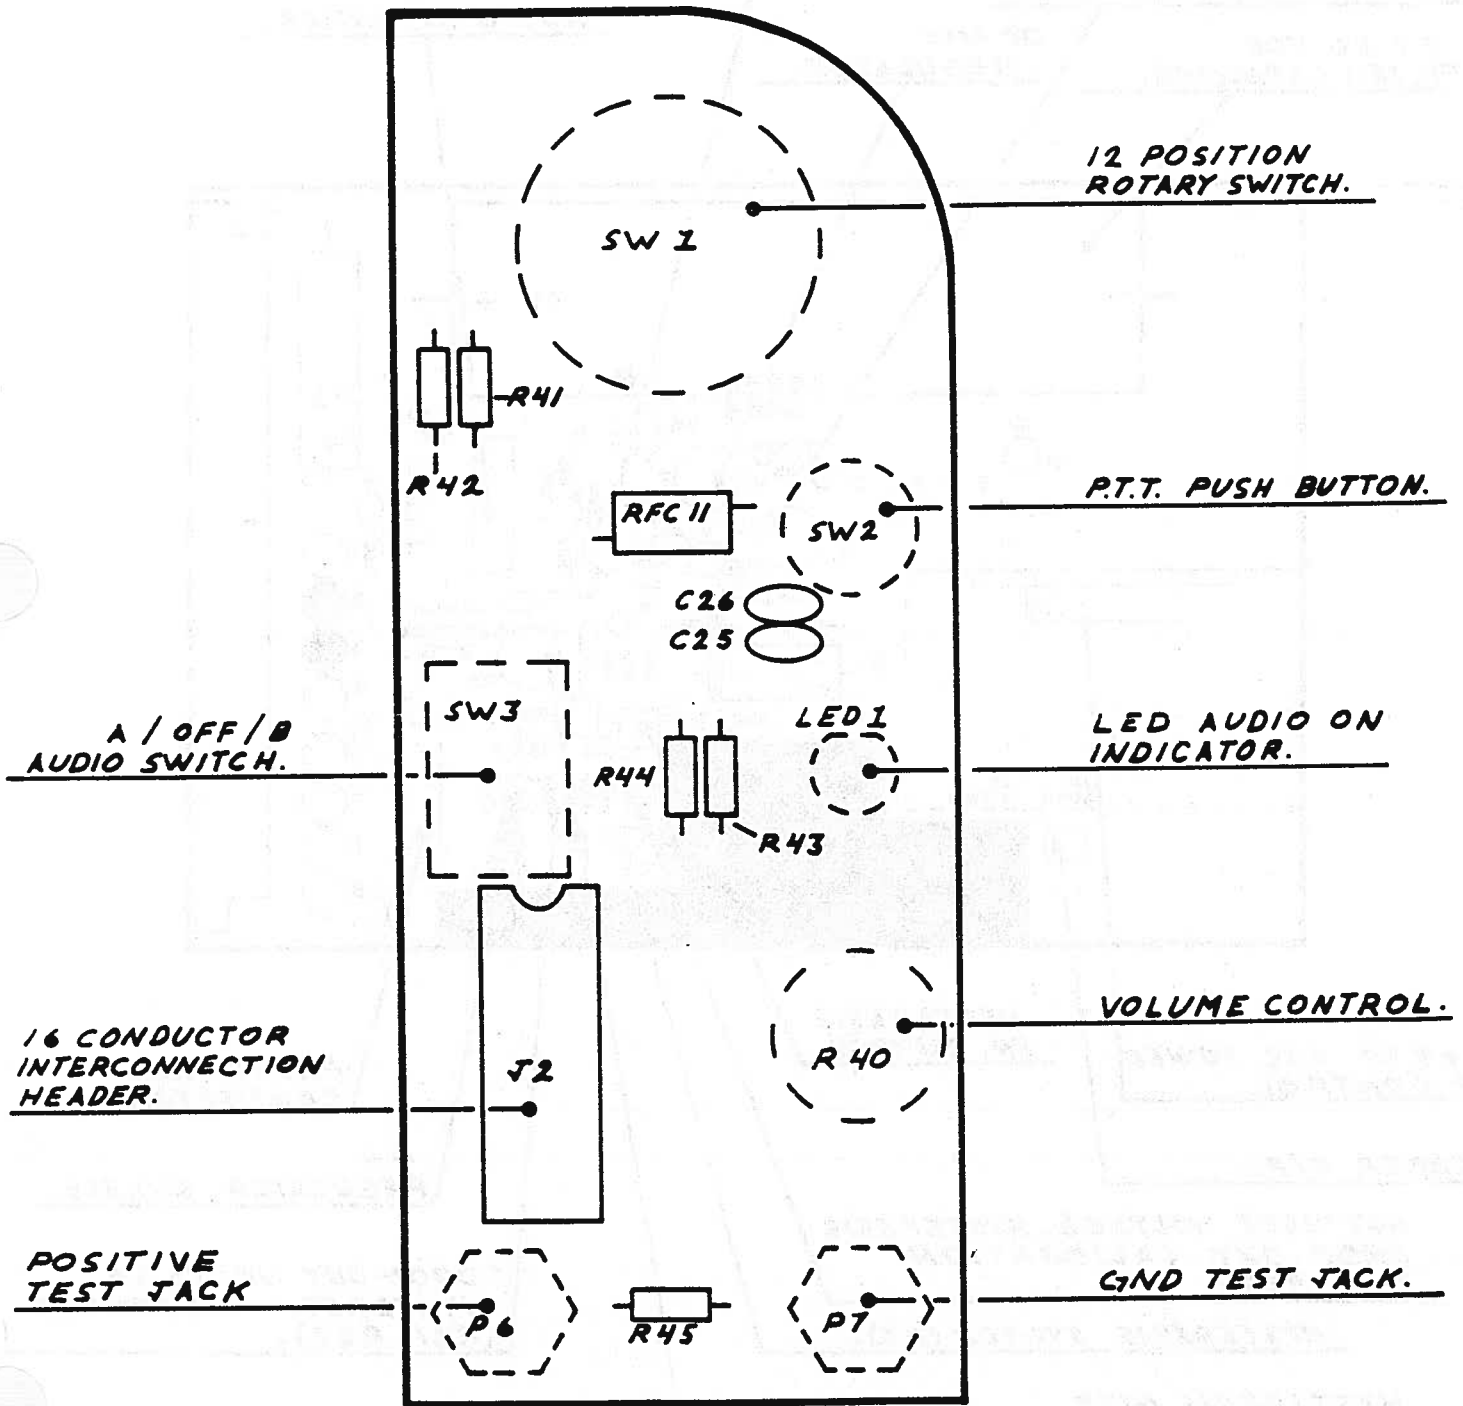 12 POSITION
ROTARY SWITCH.
SW 1
R41
R42
P.T.T. PUSH BUTTON.
RFC 11
SW2
C26
C25
SW3
LED 1
A / OFF / B
AUDIO SWITCH.
LED AUDIO ON
INDICATOR.
R44
R43
VOLUME CONTROL.
16 CONDUCTOR
INTERCONNECTION
HEADER.
J2
R 40
POSITIVE
TEST JACK
GND TEST JACK.
P6
R45
P7